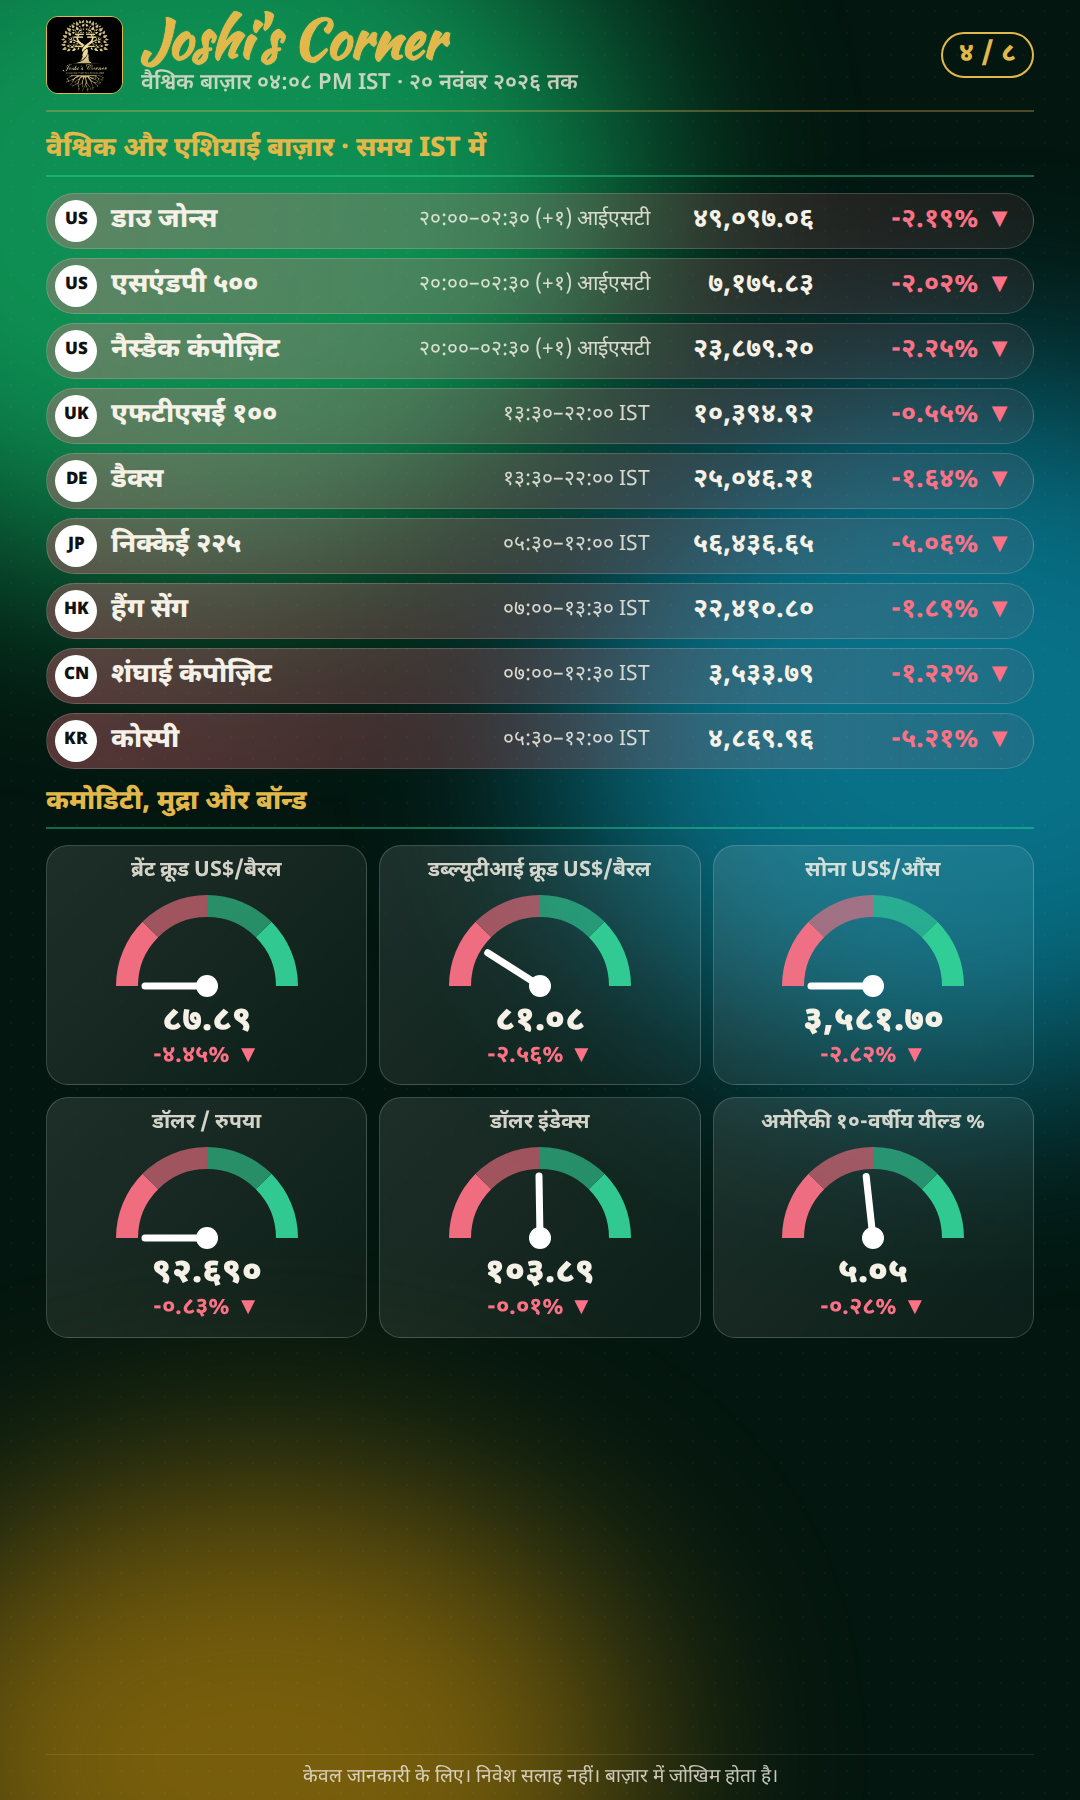 Joshi's Corner
वैश्विक बाज़ार ०४:०८ PM IST · २० नवंबर २०२६ तक
४ / ८
वैश्विक और एशियाई बाज़ार · समय IST में
US डाउ जोन्स २०:००–०२:३० (+१) आईएसटी ४९,०९७.०६ -२.१९% ▼
US एसएंडपी ५०० २०:००–०२:३० (+१) आईएसटी ७,१७५.८३ -२.०२% ▼
US नैस्डैक कंपोज़िट २०:००–०२:३० (+१) आईएसटी २३,८७९.२० -२.२५% ▼
UK एफटीएसई १०० १३:३०–२२:०० IST १०,३९४.९२ -०.५५% ▼
DE डैक्स १३:३०–२२:०० IST २५,०४६.२१ -१.६४% ▼
JP निक्केई २२५ ०५:३०–१२:०० IST ५६,४३६.६५ -५.०६% ▼
HK हैंग सेंग ०७:००–१३:३० IST २२,४१०.८० -१.८९% ▼
CN शंघाई कंपोज़िट ०७:००–१२:३० IST ३,५३३.७९ -१.२२% ▼
KR कोस्पी ०५:३०–१२:०० IST ४,८६९.९६ -५.२१% ▼
कमोडिटी, मुद्रा और बॉन्ड
ब्रेंट क्रूड US$/बैरल
८७.८९
-४.४५% ▼
डब्ल्यूटीआई क्रूड US$/बैरल
८१.०८
-२.५६% ▼
सोना US$/औंस
३,५८१.७०
-२.८२% ▼
डॉलर / रुपया
९२.६९०
-०.८३% ▼
डॉलर इंडेक्स
१०३.८९
-०.०१% ▼
अमेरिकी १०-वर्षीय यील्ड %
५.०५
-०.२८% ▼
केवल जानकारी के लिए। निवेश सलाह नहीं। बाज़ार में जोखिम होता है।